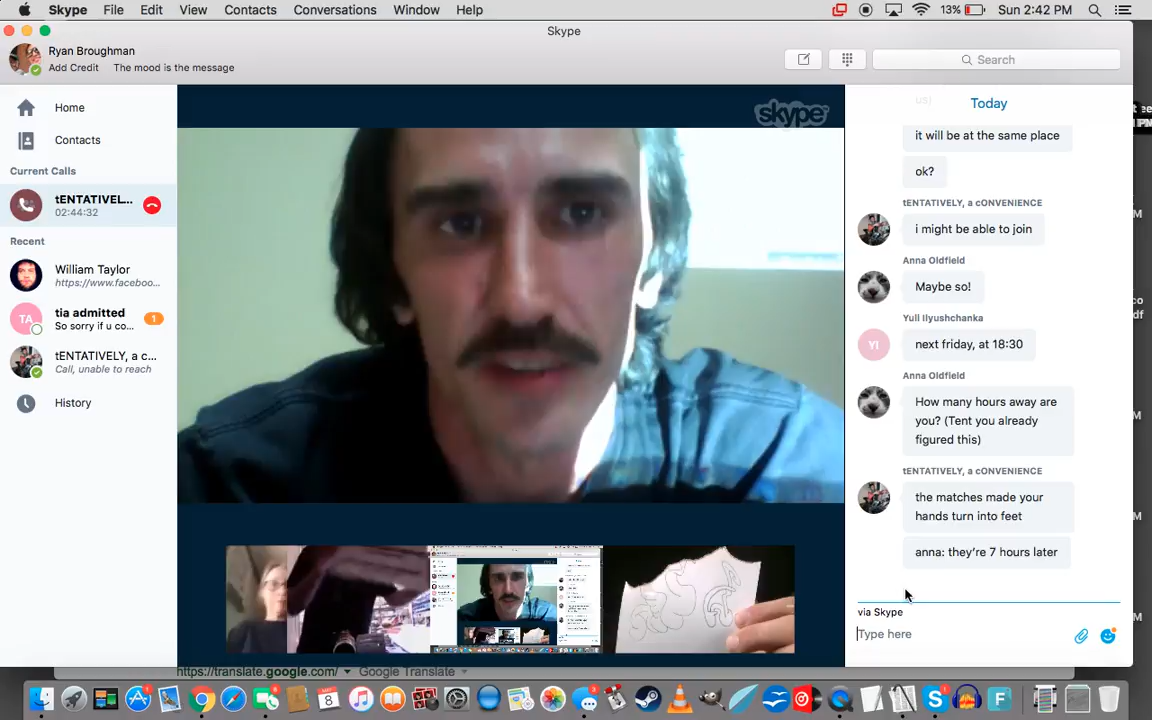 Skype File Edit View Contacts Conversations Window Help 13% Sun 2:42 PM
Skype
Ryan Broughman
Add Credit The mood is the message
Search
Home
Contacts
Current Calls
tENTATIVEL...
02:44:32
Recent
William Taylor
https://www.faceboo...
TA
tia admitted
So sorry if u co...
1
tENTATIVELY, a c...
Call, unable to reach
History
skype
us)
Today
it will be at the same place
ok?
tENTATIVELY, a cONVENIENCE
i might be able to join
Anna Oldfield
Maybe so!
Yuli Ilyushchanka
YI
next friday, at 18:30
Anna Oldfield
How many hours away are
you? (Tent you already
figured this)
tENTATIVELY, a cONVENIENCE
the matches made your
hands turn into feet
anna: they're 7 hours later
via Skype
Type here
https://translate.google.com/ Google Translate